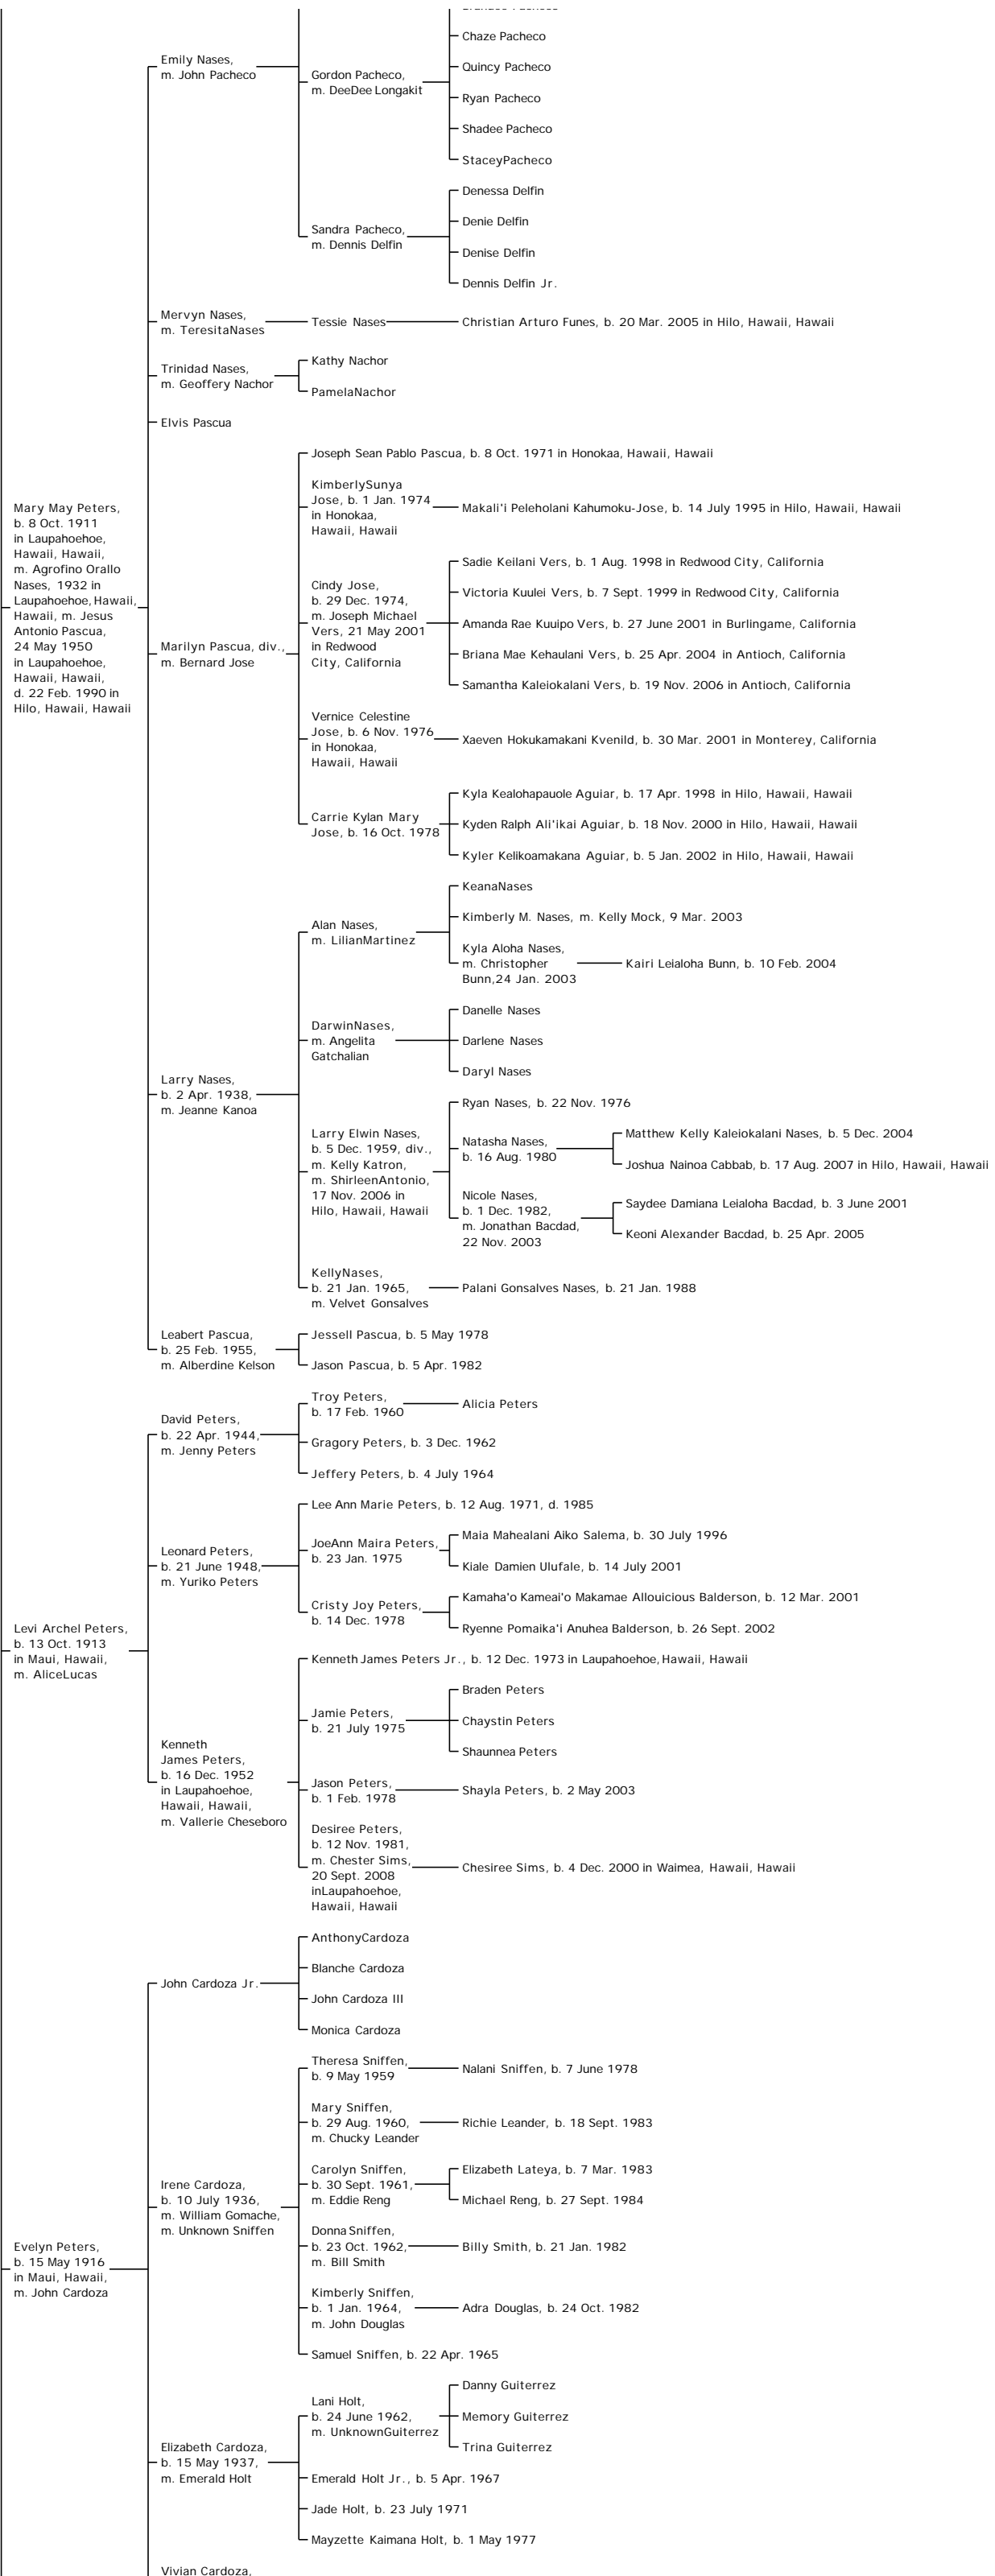 Chaze Pacheco
Emily Nases,
m. John Pacheco
Quincy Pacheco
Gordon Pacheco,
m. DeeDee Longakit
Ryan Pacheco
Shadee Pacheco
StaceyPacheco
Denessa Delfin
Denie Delfin
Sandra Pacheco,
m. Dennis Delfin
Denise Delfin
Dennis Delfin Jr.
Mervyn Nases,
m. TeresitaNases
Tessie Nases
Christian Arturo Funes, b. 20 Mar. 2005 in Hilo, Hawaii, Hawaii
Trinidad Nases,
m. Geoffery Nachor
Kathy Nachor
PamelaNachor
Elvis Pascua
Joseph Sean Pablo Pascua, b. 8 Oct. 1971 in Honokaa, Hawaii, Hawaii
KimberlySunya
Jose, b. 1 Jan. 1974
in Honokaa,
Hawaii, Hawaii
Makali'i Peleholani Kahumoku-Jose, b. 14 July 1995 in Hilo, Hawaii, Hawaii
Mary May Peters,
b. 8 Oct. 1911
in Laupahoehoe,
Hawaii, Hawaii,
m. Agrofino Orallo
Nases, 1932 in
Laupahoehoe, Hawaii,
Hawaii, m. Jesus
Antonio Pascua,
24 May 1950
in Laupahoehoe,
Hawaii, Hawaii,
d. 22 Feb. 1990 in
Hilo, Hawaii, Hawaii
Marilyn Pascua, div.,
m. Bernard Jose
Cindy Jose,
b. 29 Dec. 1974,
m. Joseph Michael
Vers, 21 May 2001
in Redwood
City, California
Sadie Keilani Vers, b. 1 Aug. 1998 in Redwood City, California
Victoria Kuulei Vers, b. 7 Sept. 1999 in Redwood City, California
Amanda Rae Kuuipo Vers, b. 27 June 2001 in Burlingame, California
Briana Mae Kehaulani Vers, b. 25 Apr. 2004 in Antioch, California
Samantha Kaleiokalani Vers, b. 19 Nov. 2006 in Antioch, California
Vernice Celestine
Jose, b. 6 Nov. 1976
in Honokaa,
Hawaii, Hawaii
Xaeven Hokukamakani Kvenild, b. 30 Mar. 2001 in Monterey, California
Carrie Kylan Mary
Jose, b. 16 Oct. 1978
Kyla Kealohapauole Aguiar, b. 17 Apr. 1998 in Hilo, Hawaii, Hawaii
Kyden Ralph Ali'ikai Aguiar, b. 18 Nov. 2000 in Hilo, Hawaii, Hawaii
Kyler Kelikoamakana Aguiar, b. 5 Jan. 2002 in Hilo, Hawaii, Hawaii
Larry Nases,
b. 2 Apr. 1938,
m. Jeanne Kanoa
Alan Nases,
m. LilianMartinez
KeanaNases
Kimberly M. Nases, m. Kelly Mock, 9 Mar. 2003
Kyla Aloha Nases,
m. Christopher
Bunn,24 Jan. 2003
Kairi Leialoha Bunn, b. 10 Feb. 2004
DarwinNases,
m. Angelita
Gatchalian
Danelle Nases
Darlene Nases
Daryl Nases
Larry Elwin Nases,
b. 5 Dec. 1959, div.,
m. Kelly Katron,
m. ShirleenAntonio,
17 Nov. 2006 in
Hilo, Hawaii, Hawaii
Ryan Nases, b. 22 Nov. 1976
Natasha Nases,
b. 16 Aug. 1980
Matthew Kelly Kaleiokalani Nases, b. 5 Dec. 2004
Joshua Nainoa Cabbab, b. 17 Aug. 2007 in Hilo, Hawaii, Hawaii
Nicole Nases,
b. 1 Dec. 1982,
m. Jonathan Bacdad,
22 Nov. 2003
Saydee Damiana Leialoha Bacdad, b. 3 June 2001
Keoni Alexander Bacdad, b. 25 Apr. 2005
KellyNases,
b. 21 Jan. 1965,
m. Velvet Gonsalves
Palani Gonsalves Nases, b. 21 Jan. 1988
Leabert Pascua,
b. 25 Feb. 1955,
m. Alberdine Kelson
Jessell Pascua, b. 5 May 1978
Jason Pascua, b. 5 Apr. 1982
Levi Archel Peters,
b. 13 Oct. 1913
in Maui, Hawaii,
m. AliceLucas
David Peters,
b. 22 Apr. 1944,
m. Jenny Peters
Troy Peters,
b. 17 Feb. 1960
Alicia Peters
Gragory Peters, b. 3 Dec. 1962
Jeffery Peters, b. 4 July 1964
Leonard Peters,
b. 21 June 1948,
m. Yuriko Peters
Lee Ann Marie Peters, b. 12 Aug. 1971, d. 1985
JoeAnn Maira Peters,
b. 23 Jan. 1975
Maia Mahealani Aiko Salema, b. 30 July 1996
Kiale Damien Ulufale, b. 14 July 2001
Cristy Joy Peters,
b. 14 Dec. 1978
Kamaha'o Kameai'o Makamae Allouicious Balderson, b. 12 Mar. 2001
Ryenne Pomaika'i Anuhea Balderson, b. 26 Sept. 2002
Kenneth
James Peters,
b. 16 Dec. 1952
in Laupahoehoe,
Hawaii, Hawaii,
m. Vallerie Cheseboro
Kenneth James Peters Jr., b. 12 Dec. 1973 in Laupahoehoe, Hawaii, Hawaii
Jamie Peters,
b. 21 July 1975
Braden Peters
Chaystin Peters
Shaunnea Peters
Jason Peters,
b. 1 Feb. 1978
Shayla Peters, b. 2 May 2003
Desiree Peters,
b. 12 Nov. 1981,
m. Chester Sims,
20 Sept. 2008
inLaupahoehoe,
Hawaii, Hawaii
Chesiree Sims, b. 4 Dec. 2000 in Waimea, Hawaii, Hawaii
Evelyn Peters,
b. 15 May 1916
in Maui, Hawaii,
m. John Cardoza
John Cardoza Jr.
AnthonyCardoza
Blanche Cardoza
John Cardoza III
Monica Cardoza
Irene Cardoza,
b. 10 July 1936,
m. William Gomache,
m. Unknown Sniffen
Theresa Sniffen,
b. 9 May 1959
Nalani Sniffen, b. 7 June 1978
Mary Sniffen,
b. 29 Aug. 1960,
m. Chucky Leander
Richie Leander, b. 18 Sept. 1983
Carolyn Sniffen,
b. 30 Sept. 1961,
m. Eddie Reng
Elizabeth Lateya, b. 7 Mar. 1983
Michael Reng, b. 27 Sept. 1984
Donna Sniffen,
b. 23 Oct. 1962,
m. Bill Smith
Billy Smith, b. 21 Jan. 1982
Kimberly Sniffen,
b. 1 Jan. 1964,
m. John Douglas
Adra Douglas, b. 24 Oct. 1982
Samuel Sniffen, b. 22 Apr. 1965
Elizabeth Cardoza,
b. 15 May 1937,
m. Emerald Holt
Lani Holt,
b. 24 June 1962,
m. UnknownGuiterrez
Danny Guiterrez
Memory Guiterrez
Trina Guiterrez
Emerald Holt Jr., b. 5 Apr. 1967
Jade Holt, b. 23 July 1971
Mayzette Kaimana Holt, b. 1 May 1977
Vivian Cardoza,